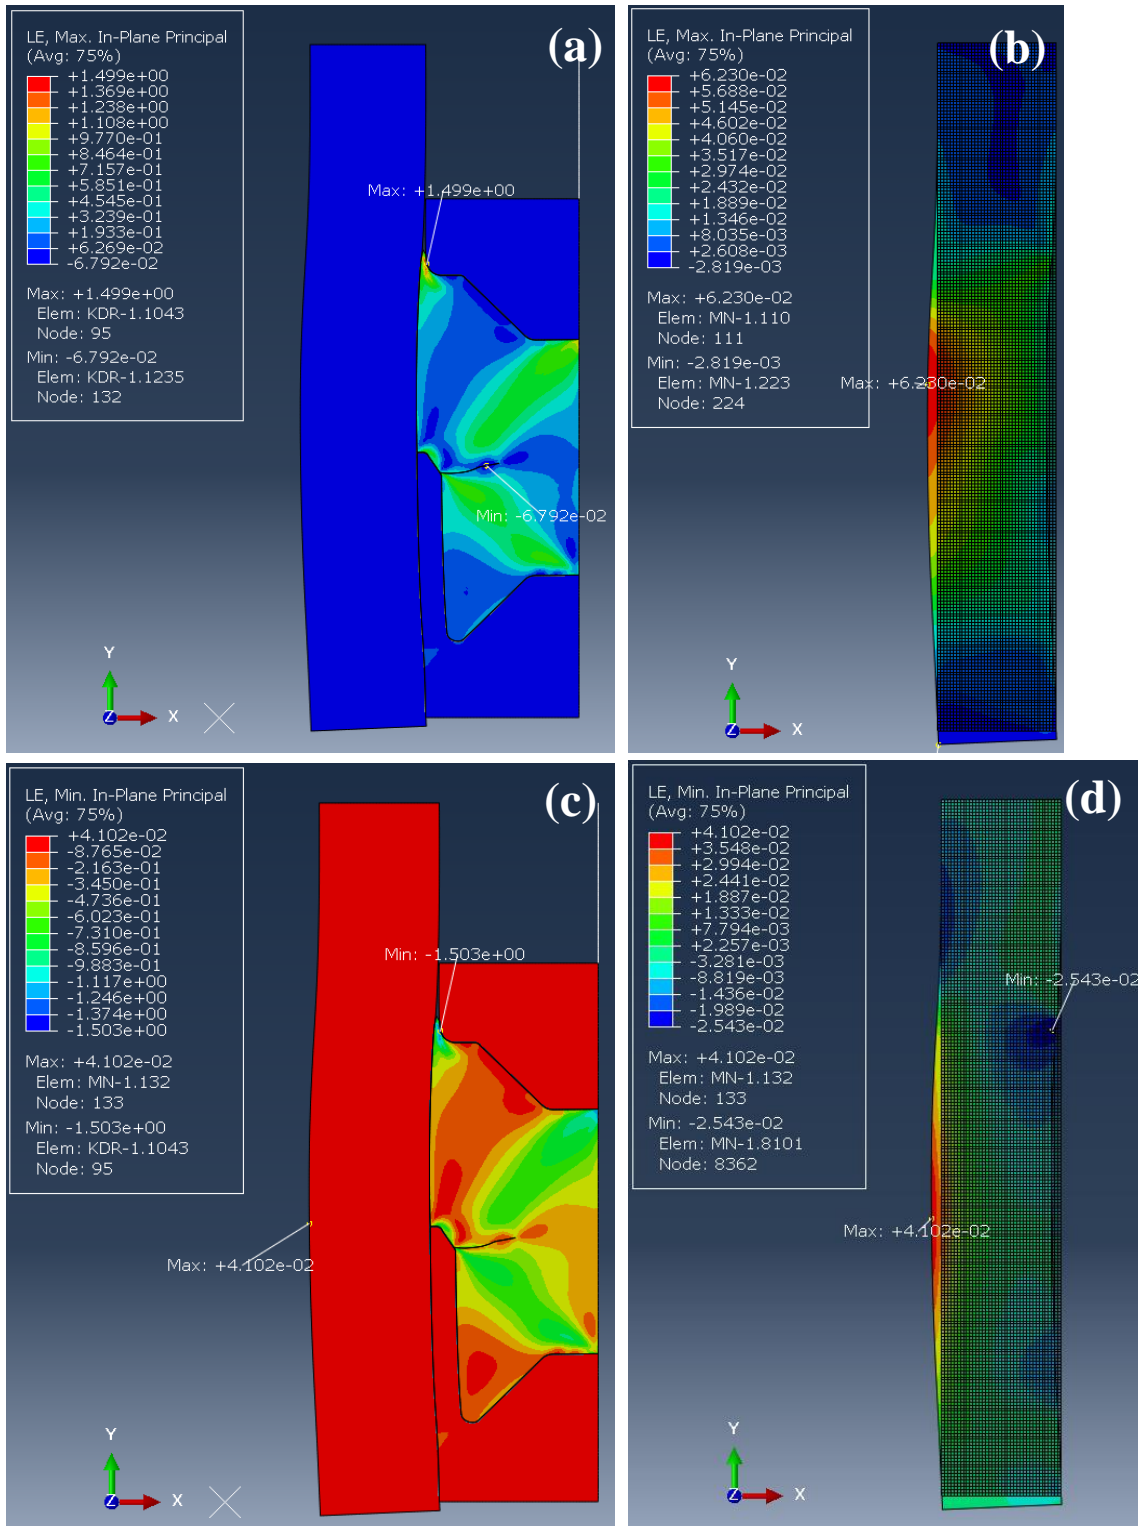 LE, Max. In-Plane Principal
(Avg: 75%)
+1.499e+00
+1.369e+00
+1.238e+00
+1.108e+00
+9.770e-01
+8.464e-01
+7.157e-01
+5.851e-01
+4.545e-01
+3.239e-01
+1.933e-01
+6.269e-02
-6.792e-02
Max: +1.499e+00
Elem: KDR-1.1043
Node: 95
Min: -6.792e-02
Elem: KDR-1.1235
Node: 132
(a)
Max: +1.499e+00
Min: -6.792e-02
Y
Z
X
LE, Max. In-Plane Principal
(Avg: 75%)
+6.230e-02
+5.688e-02
+5.145e-02
+4.602e-02
+4.060e-02
+3.517e-02
+2.974e-02
+2.432e-02
+1.889e-02
+1.346e-02
+8.035e-03
+2.608e-03
-2.819e-03
Max: +6.230e-02
Elem: MN-1.110
Node: 111
Min: -2.819e-03
Elem: MN-1.223
Node: 224
(b)
Max: +6.230e-02
Y
Z
X
LE, Min. In-Plane Principal
(Avg: 75%)
+4.102e-02
-8.765e-02
-2.163e-01
-3.450e-01
-4.736e-01
-6.023e-01
-7.310e-01
-8.596e-01
-9.883e-01
-1.117e+00
-1.246e+00
-1.374e+00
-1.503e+00
Max: +4.102e-02
Elem: MN-1.132
Node: 133
Min: -1.503e+00
Elem: KDR-1.1043
Node: 95
(c)
Min: -1.503e+00
Max: +4.102e-02
Y
Z
X
LE, Min. In-Plane Principal
(Avg: 75%)
+4.102e-02
+3.548e-02
+2.994e-02
+2.441e-02
+1.887e-02
+1.333e-02
+7.794e-03
+2.257e-03
-3.281e-03
-8.819e-03
-1.436e-02
-1.989e-02
-2.543e-02
Max: +4.102e-02
Elem: MN-1.132
Node: 133
Min: -2.543e-02
Elem: MN-1.8101
Node: 8362
(d)
Min: -2.543e-02
Max: +4.102e-02
Y
Z
X